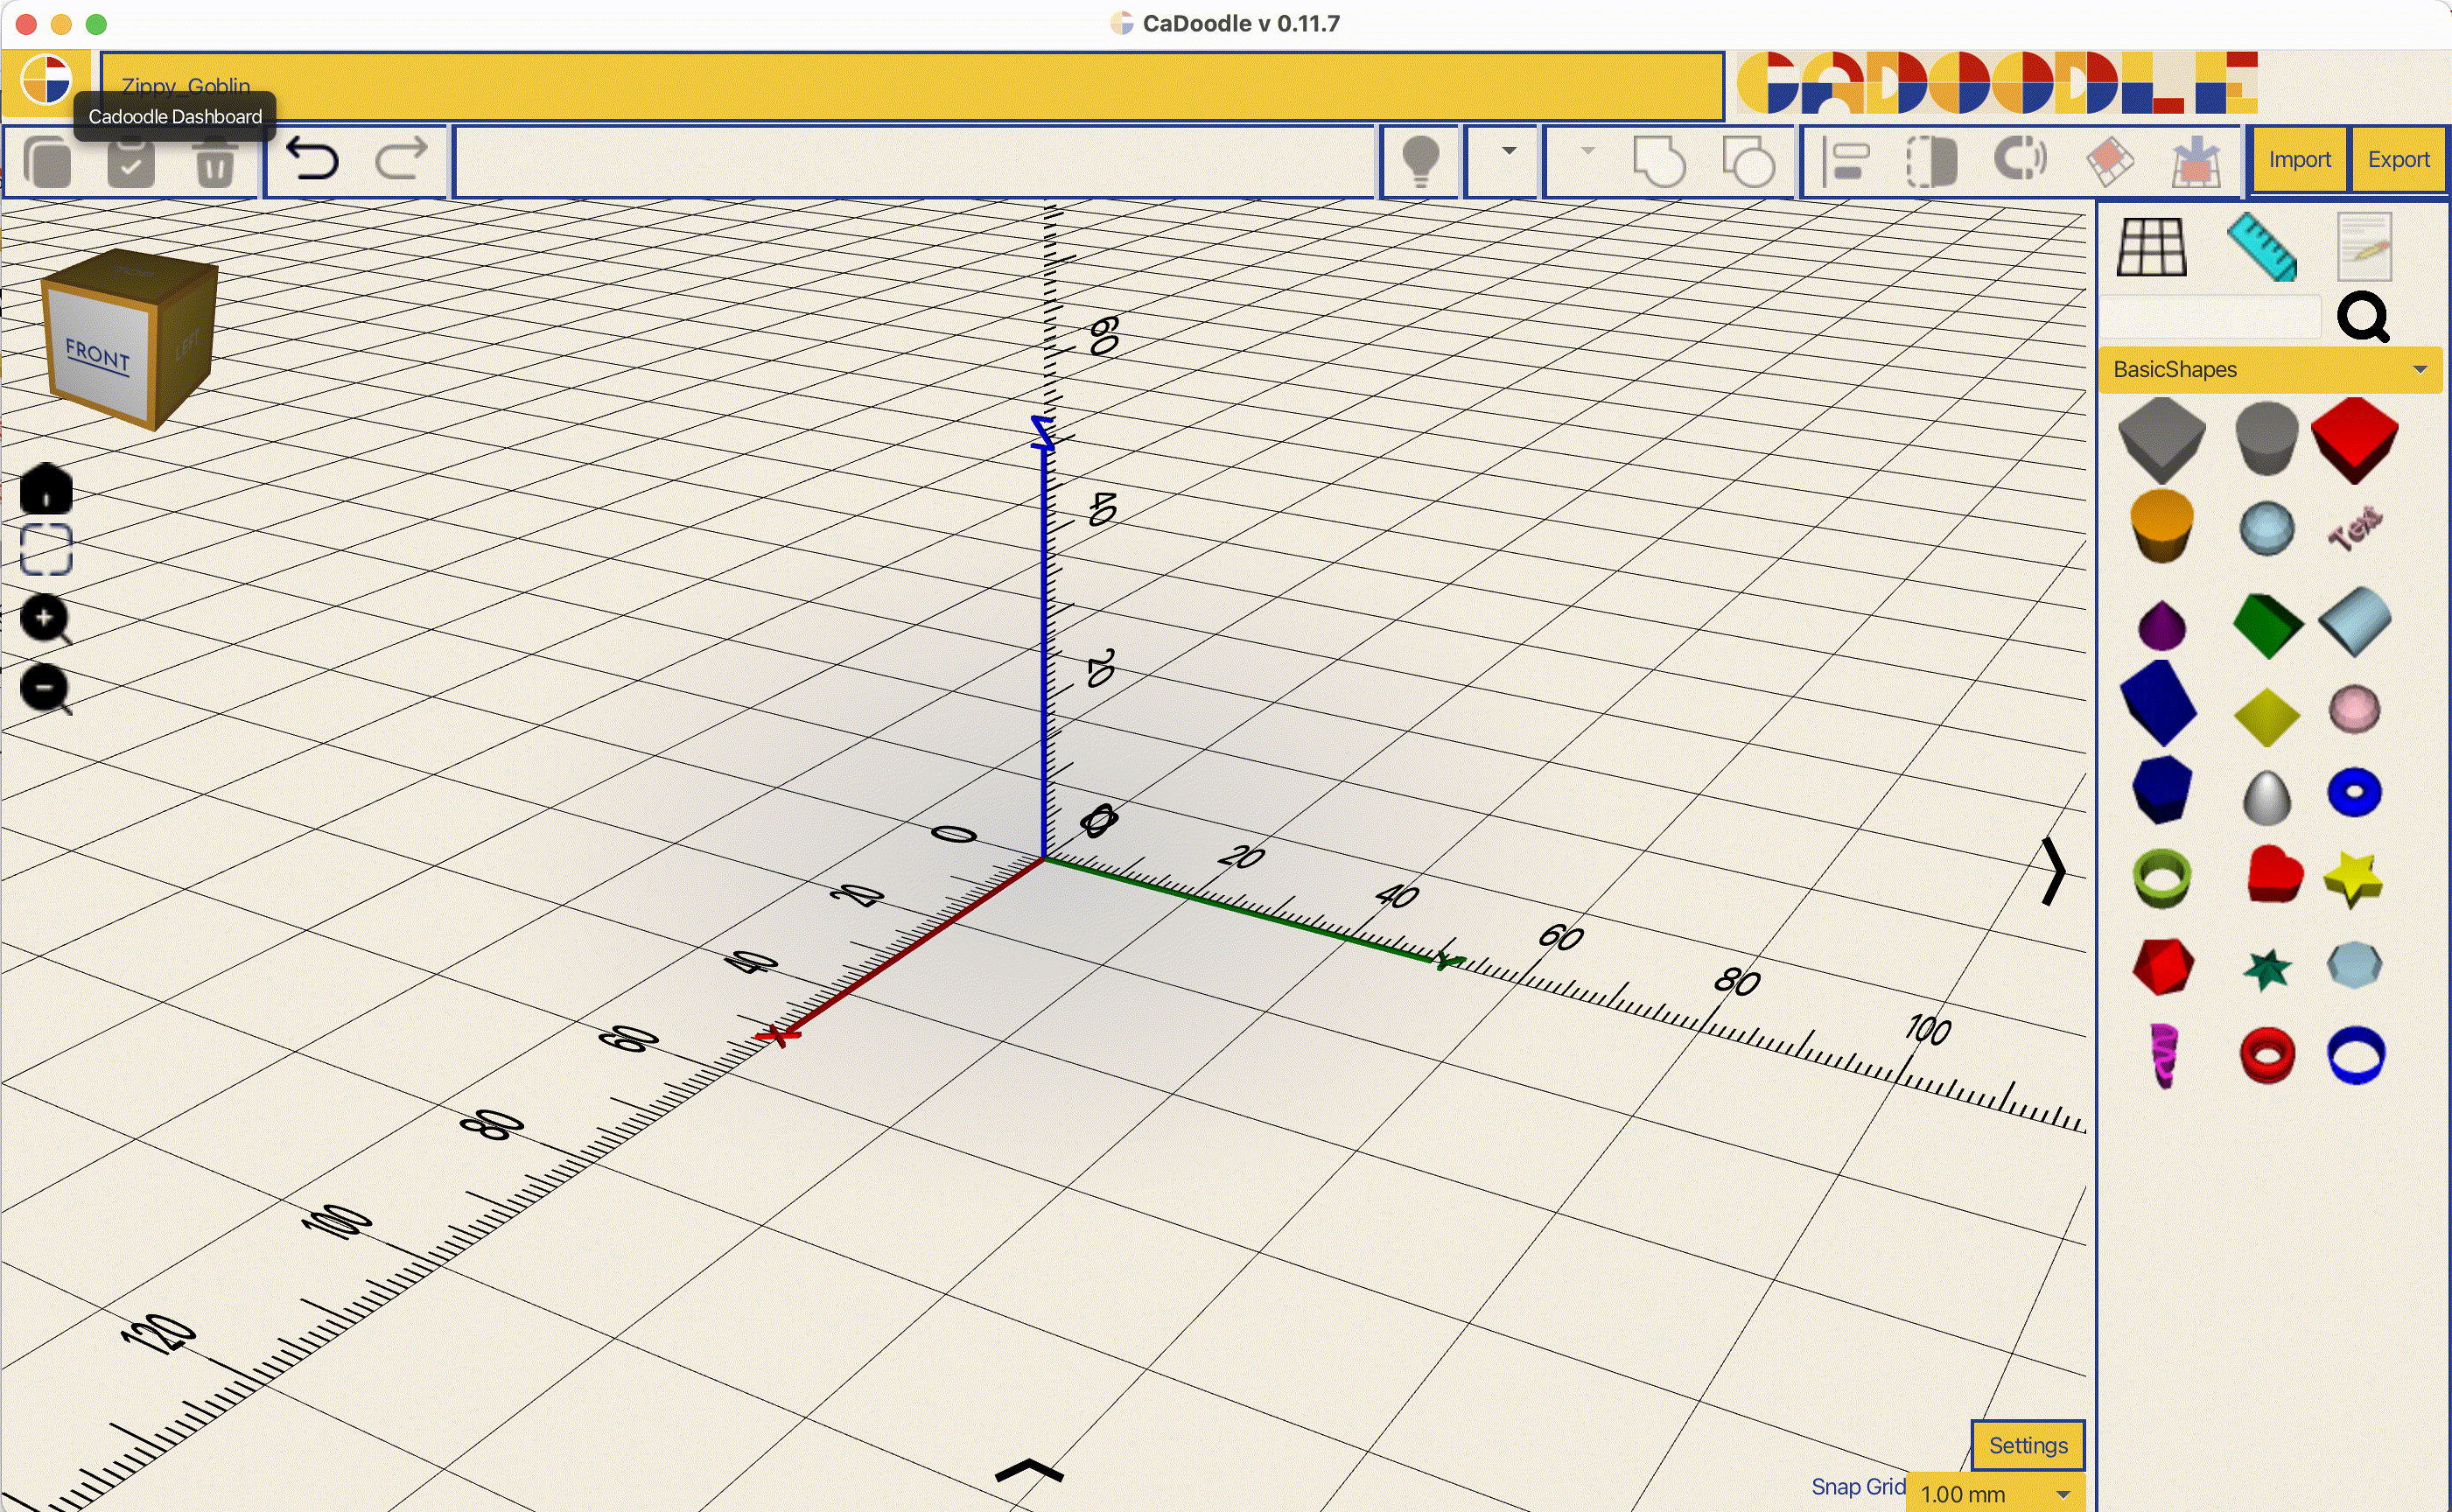 CaDoodle v 0.11.7
Zippy_Goblin
CADOODLE
Cadoodle Dashboard
Import
Export
TOP
FRONT
LEFT
BasicShapes
Text
60
Z
40
20
0
0
20
40
60
80
100
Y
20
40
X
60
80
100
120
Settings
Snap Grid
1.00 mm